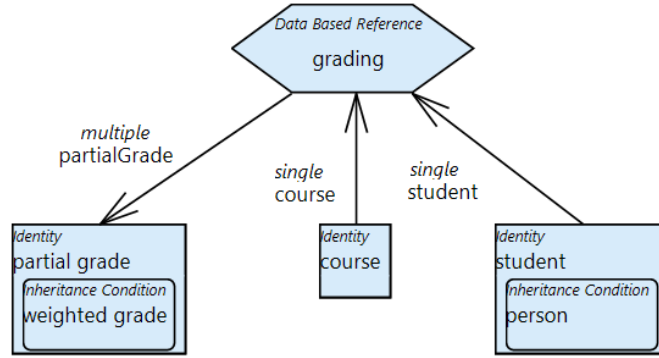 Data Based Reference
grading
multiple
partialGrade
single
course
single
student
Identity
partial grade
Inheritance Condition
weighted grade
Identity
course
Identity
student
Inheritance Condition
person